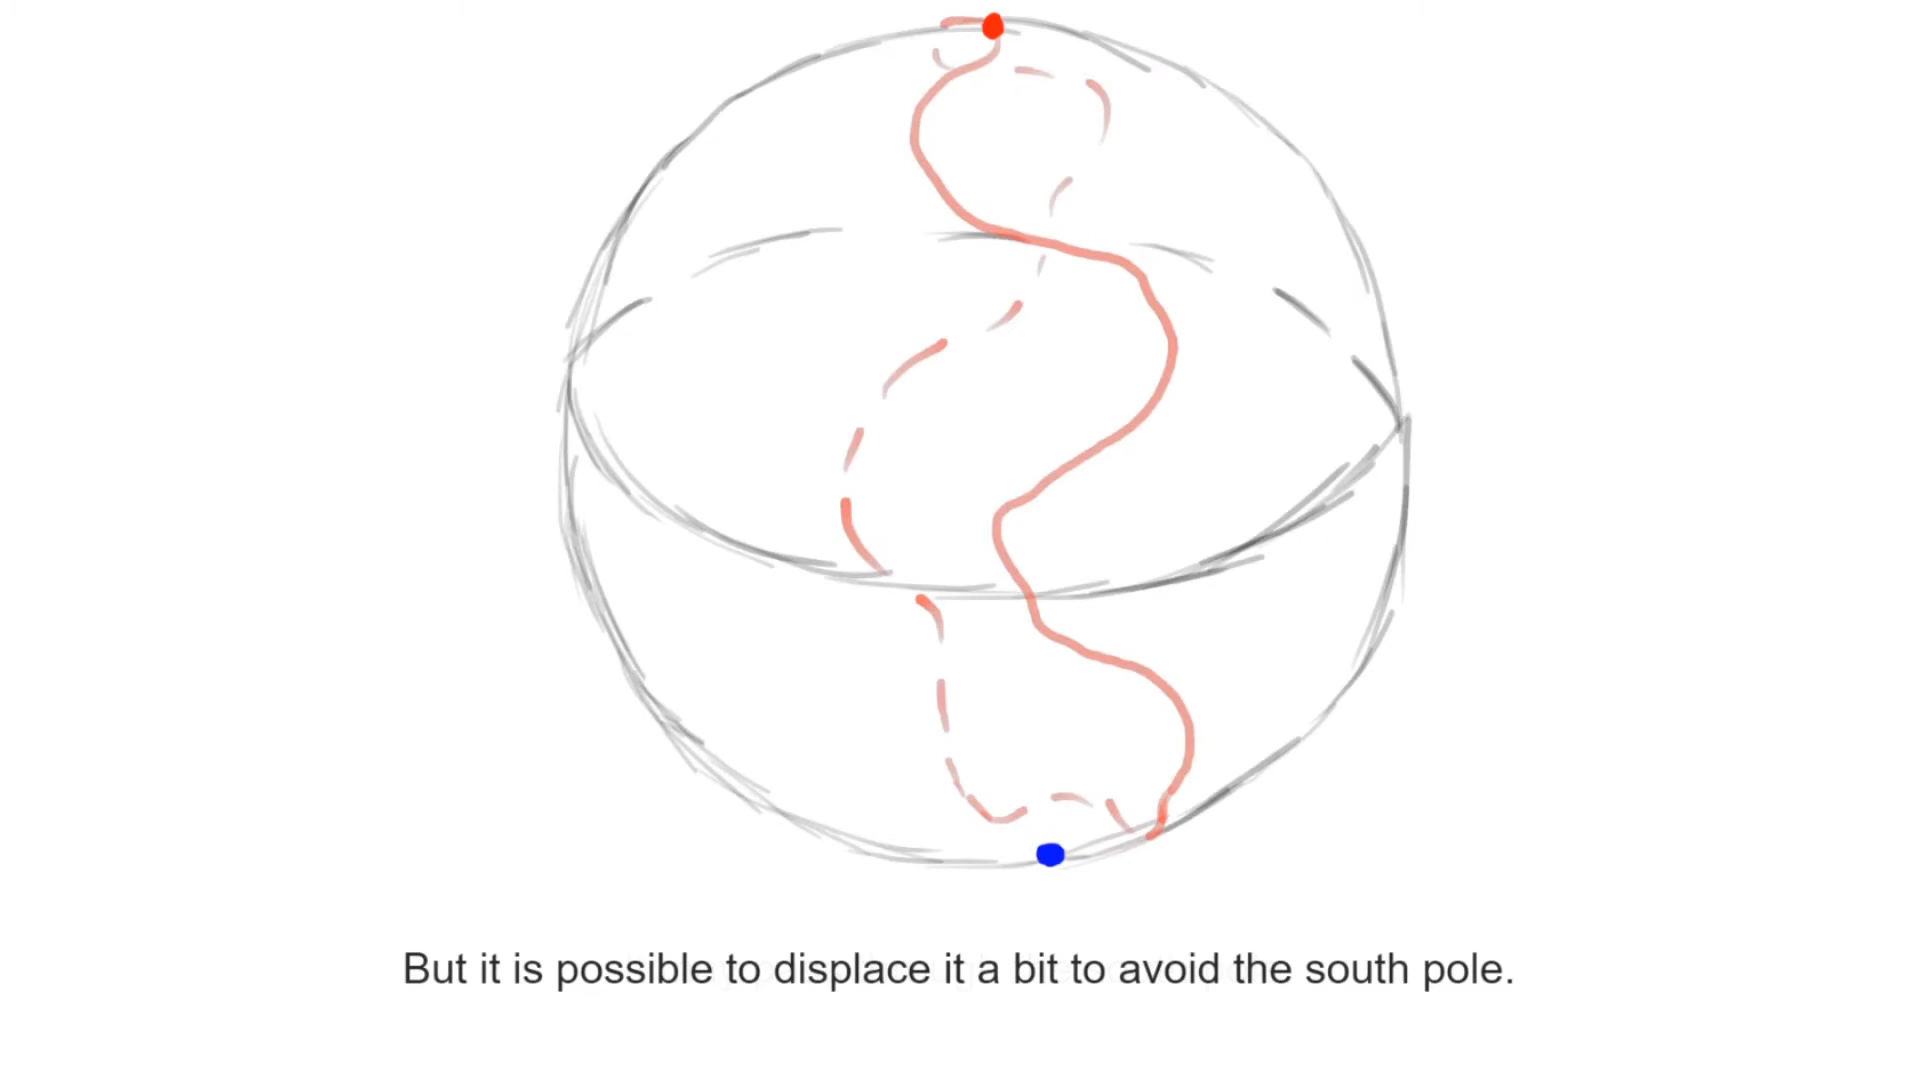 But it is possible to displace it a bit to avoid the south pole.